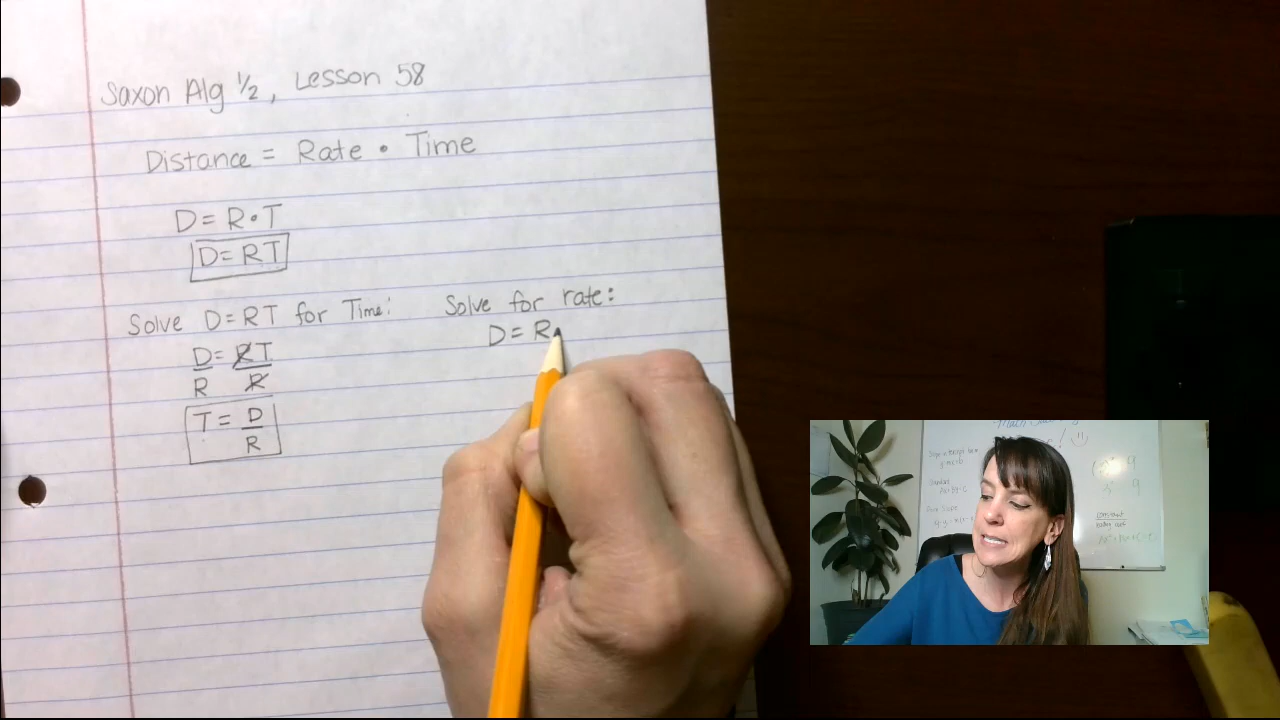 Saxon Alg 1/2, Lesson 58
Distance = Rate • Time
D = R • T
D = RT
Solve D = RT for Time:
D = RT
R R
T = D
R
Solve for rate:
D = R